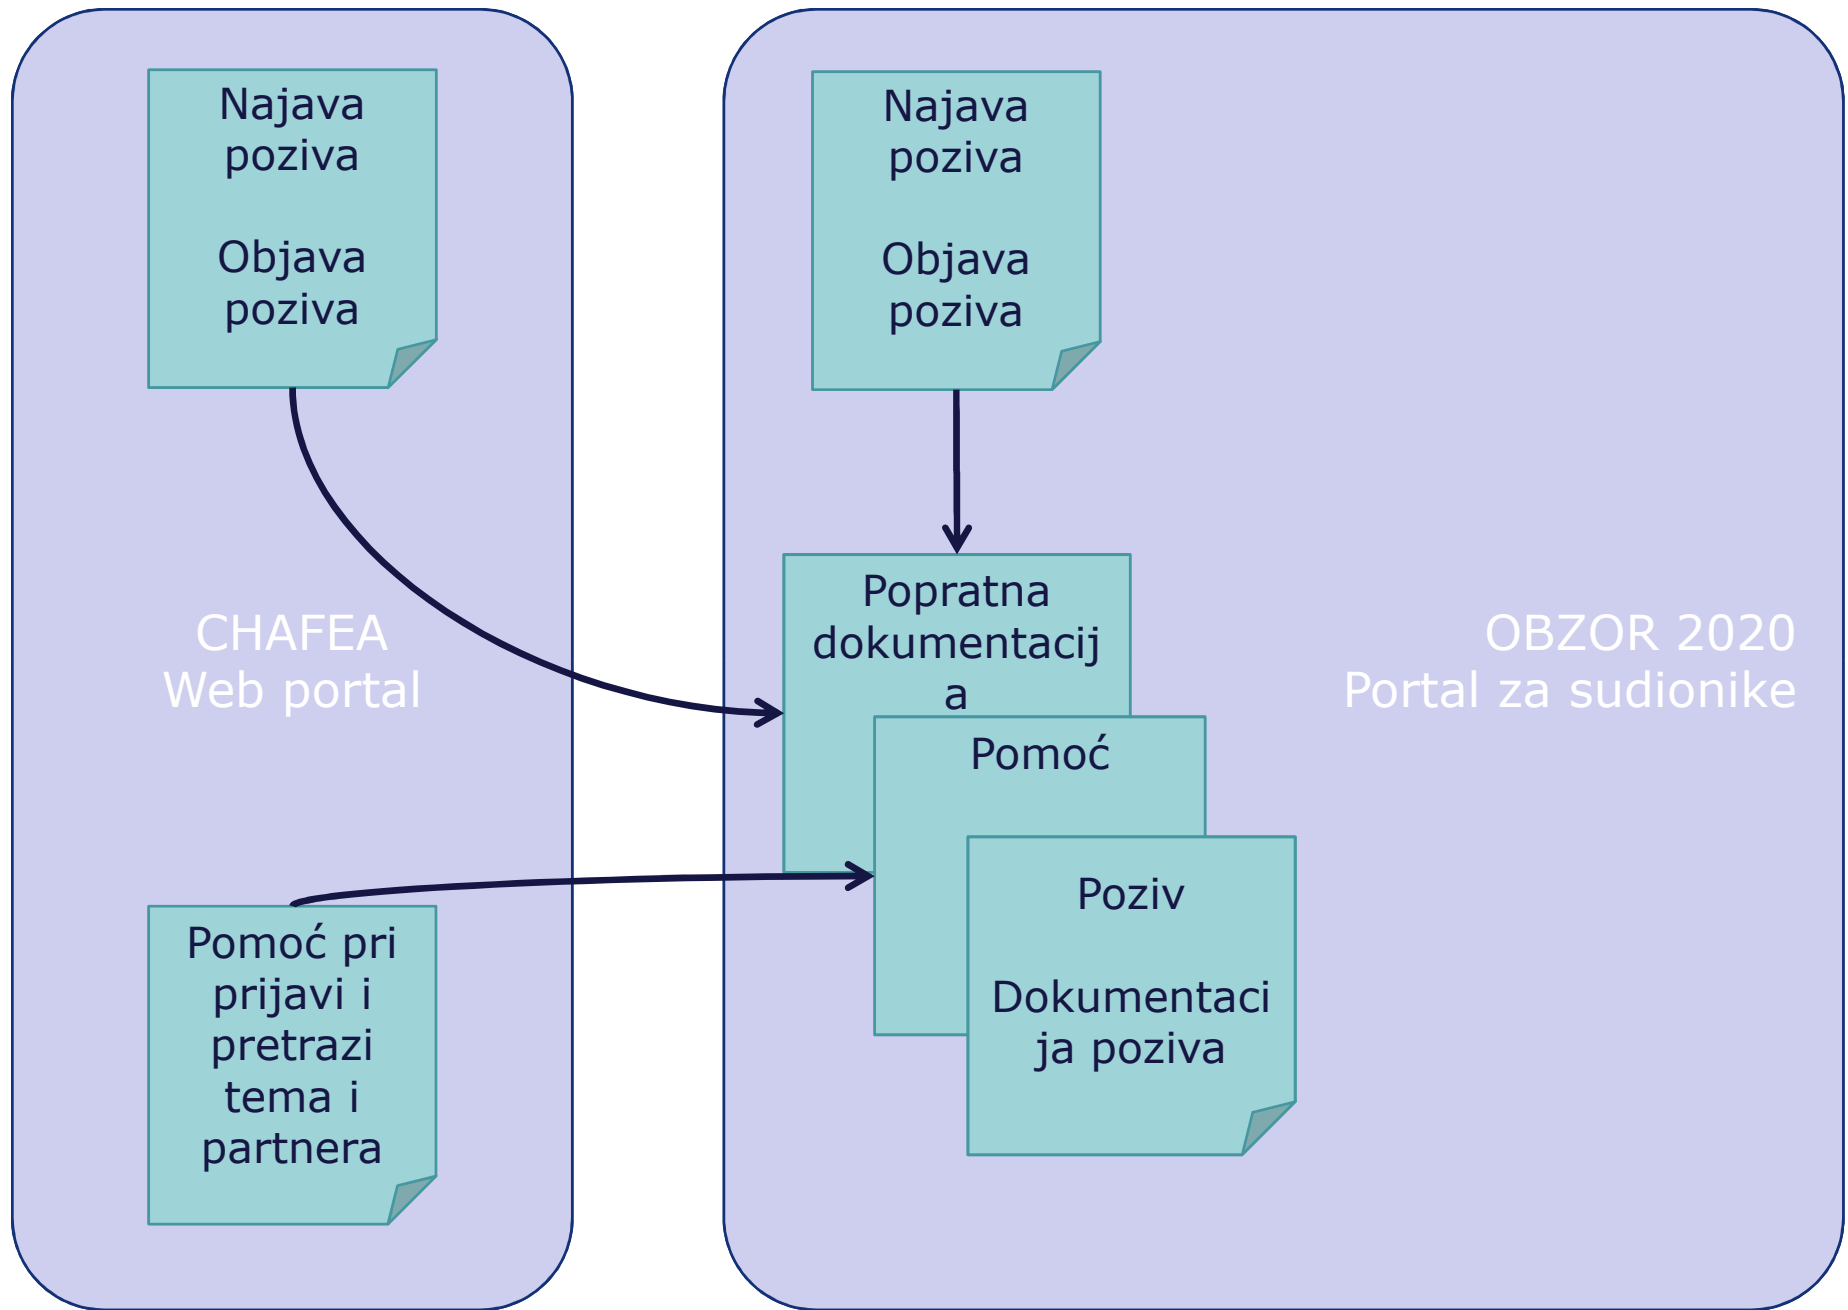 Najava
poziva
Objava
poziva
CHAFEA
Web portal
Pomoć pri
prijavi i
pretrazi
tema i
partnera
Najava
poziva
Objava
poziva
Popratna
dokumentacij
a
Pomoć
Poziv
Dokumentaci
ja poziva
OBZOR 2020
Portal za sudionike